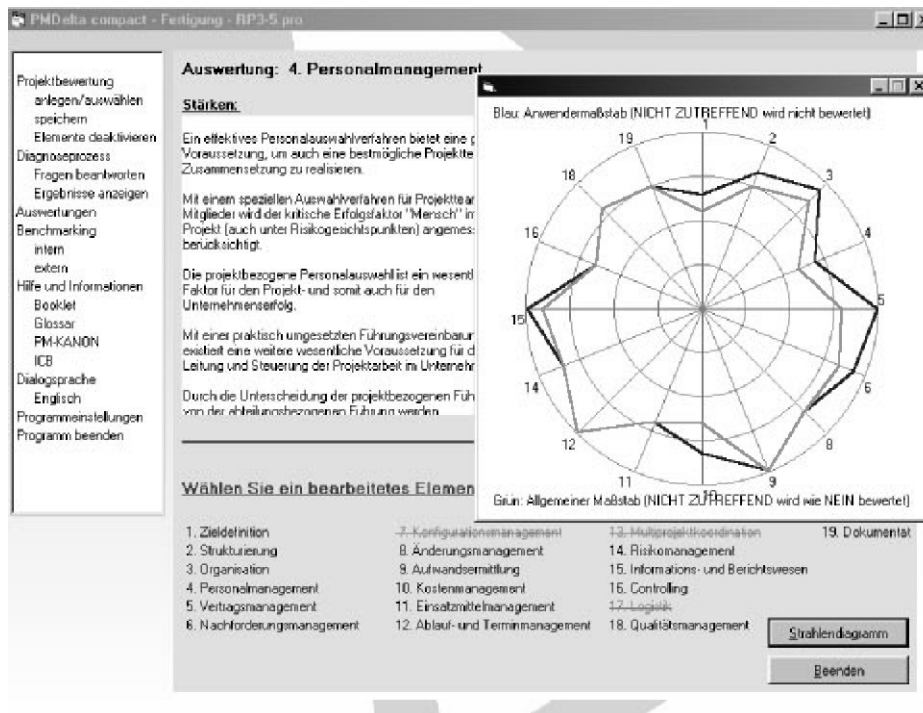 PMDelta compact - Fertigung - RP3-5 pro
Projektbewertung
anlegen/auswählen
speichern
Elemente deaktivieren
Diagnoseprozess
Fragen beantworten
Ergebnisse anzeigen
Auswertungen
Benchmarking
intern
extern
Hilfe und Informationen
Booklet
Glossar
PM-KANON
ICB
Dialogsprache
Englisch
Programmeinstellungen
Programm beenden
Auswertung: 4. Personalmanagement
Stärken:
Ein effektives Personalauswahlverfahren bietet eine
Voraussetzung, um auch eine bestmögliche Projektte
Zusammensetzung zu realisieren.
Mit einem speziellen Auswahlverfahren für Projekttear
Mitglieder wird der kritische Erfolgsfaktor "Mensch" im
Projekt (auch unter Risikogesichtspunkten) angemes
berücksichtigt.
Die projektbezogene Personalauswahl ist ein wesentl
Faktor für den Projekt- und somit auch für den
Unternehmenserfolg.
Mit einer praktisch umgesetzten Führungsvereinbarur
existiert eine weitere wesentliche Voraussetzung für d
Leitung und Steuerung der Projektarbeit im Unternehr
Durch die Unterscheidung der projektbezogenen Füh
von der abteilungsbezogenen Führung werden
Blau: Anwendermaßstab (NICHT ZUTREFFEND wird nicht bewertet)
1
2
3
4
5
6
8
9
10
11
12
14
15
16
18
19
Grün: Allgemeiner Maßstab (NICHT ZUTREFFEND wird wie NEIN bewertet)
Wählen Sie ein bearbeitetes Elemen
1. Zieldefinition
2. Strukturierung
3. Organisation
4. Personalmanagement
5. Vertragsmanagement
6. Nachforderungsmanagement
7. Konfigurationsmanagement
8. Änderungsmanagement
9. Aufwandsermittlung
10. Kostenmanagement
11. Einsatzmittelmanagement
12. Ablauf- und Terminmanagement
13. Multiprojektkoordination
14. Risikomanagement
15. Informations- und Berichtswesen
16. Controlling
17. Logistik
18. Qualitätsmanagement
19. Dokumentat
Strahlendiagramm
Beenden